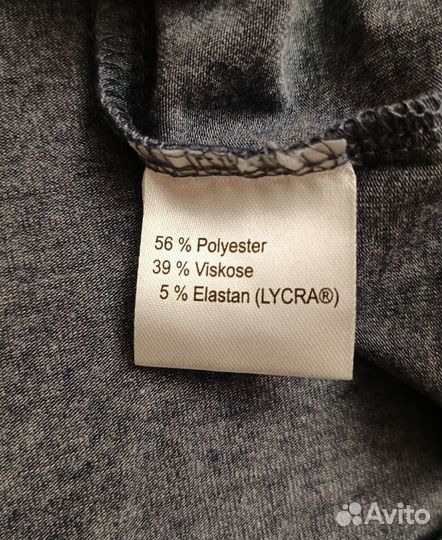 56 % Polyester
39 % Viskose
5 % Elastan (LYCRA®)
Avito